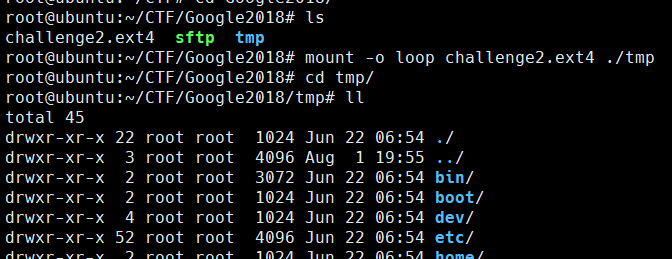 root@ubuntu:~/CTF# cd Google2018
root@ubuntu:~/CTF/Google2018# ls
challenge2.ext4  sftp  tmp
root@ubuntu:~/CTF/Google2018# mount -o loop challenge2.ext4 ./tmp
root@ubuntu:~/CTF/Google2018# cd tmp/
root@ubuntu:~/CTF/Google2018/tmp# ll
total 45
drwxr-xr-x 22 root root  1024 Jun 22 06:54 ./
drwxr-xr-x  3 root root  4096 Aug  1 19:55 ../
drwxr-xr-x  2 root root  3072 Jun 22 06:54 bin/
drwxr-xr-x  2 root root  1024 Jun 22 06:54 boot/
drwxr-xr-x  4 root root  1024 Jun 22 06:54 dev/
drwxr-xr-x 52 root root  4096 Jun 22 06:54 etc/
drwxr-xr-x  2 root root  1024 Jun 22 06:54 home/